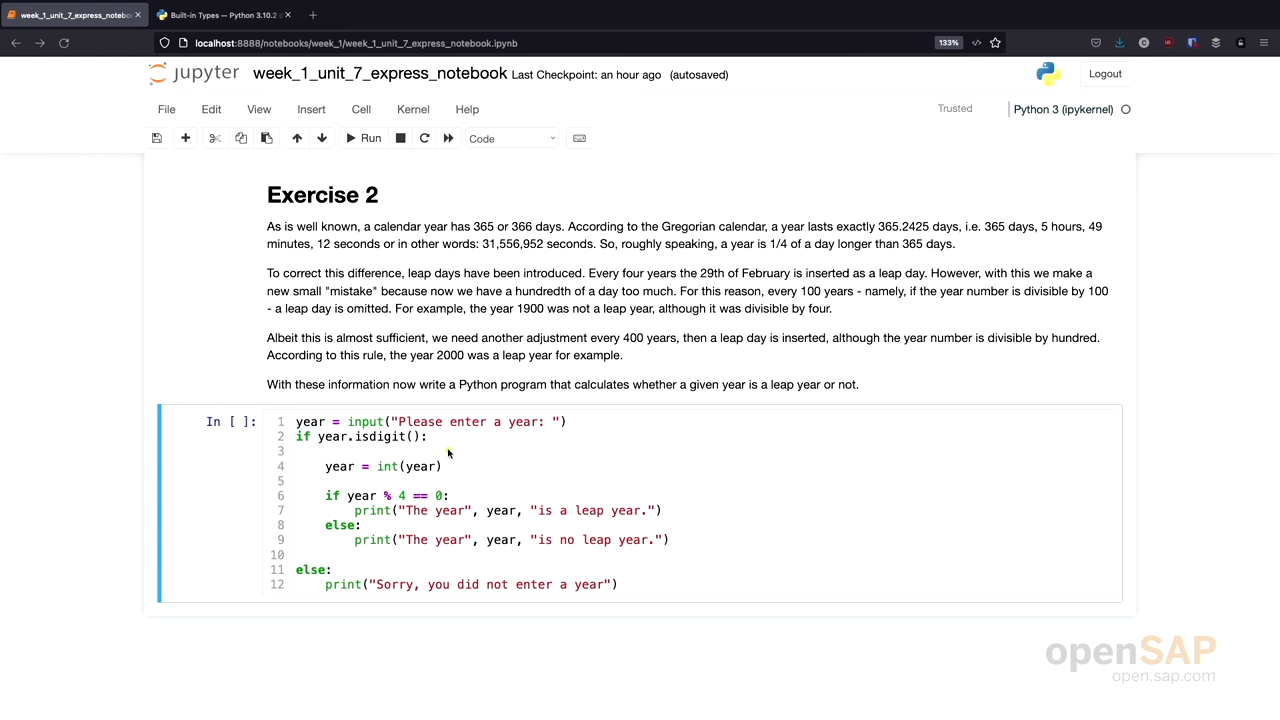 week_1_unit_7_express_notebo
Built-in Types — Python 3.10.2
localhost:8888/notebooks/week_1/week_1_unit_7_express_notebook.ipynb
133%
jupyter week_1_unit_7_express_notebook Last Checkpoint: an hour ago (autosaved)
Logout
File Edit View Insert Cell Kernel Help
Trusted
Python 3 (ipykernel)
Run
Code
Exercise 2
As is well known, a calendar year has 365 or 366 days. According to the Gregorian calendar, a year lasts exactly 365.2425 days, i.e. 365 days, 5 hours, 49
minutes, 12 seconds or in other words: 31,556,952 seconds. So, roughly speaking, a year is 1/4 of a day longer than 365 days.
To correct this difference, leap days have been introduced. Every four years the 29th of February is inserted as a leap day. However, with this we make a
new small "mistake" because now we have a hundredth of a day too much. For this reason, every 100 years - namely, if the year number is divisible by 100
- a leap day is omitted. For example, the year 1900 was not a leap year, although it was divisible by four.
Albeit this is almost sufficient, we need another adjustment every 400 years, then a leap day is inserted, although the year number is divisible by hundred.
According to this rule, the year 2000 was a leap year for example.
With these information now write a Python program that calculates whether a given year is a leap year or not.
In [ ]:
1 year = input("Please enter a year: ")
2 if year.isdigit():
3
4     year = int(year)
5
6     if year % 4 == 0:
7         print("The year", year, "is a leap year.")
8     else:
9         print("The year", year, "is no leap year.")
10
11 else:
12     print("Sorry, you did not enter a year")
openSAP
open.sap.com